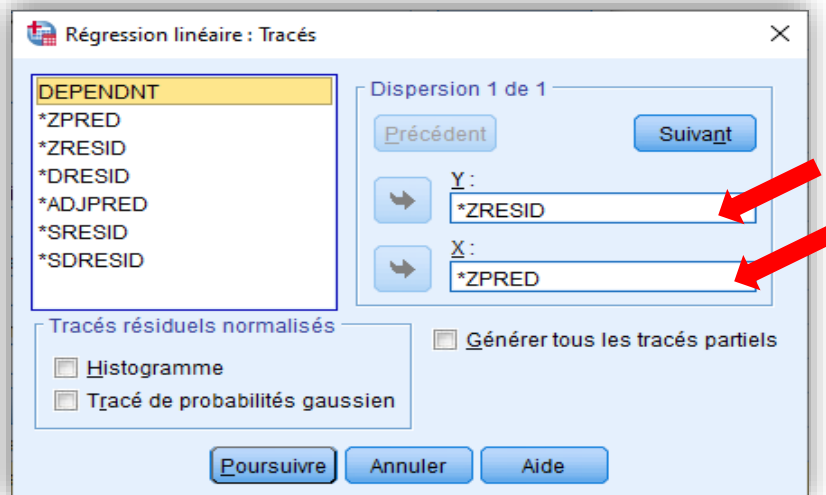 Régression linéaire : Tracés
DEPENDNT
*ZPRED
*ZRESID
*DRESID
*ADJPRED
*SRESID
*SDRESID
Dispersion 1 de 1
Précédent
Suivant
Y :
*ZRESID
X :
*ZPRED
Tracés résiduels normalisés
Histogramme
Tracé de probabilités gaussien
Générer tous les tracés partiels
Poursuivre
Annuler
Aide